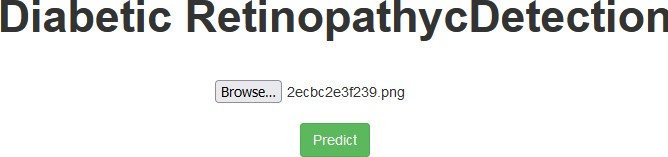 Diabetic RetinopathycDetection
Browse... 2ecbc2e3f239.png
Predict